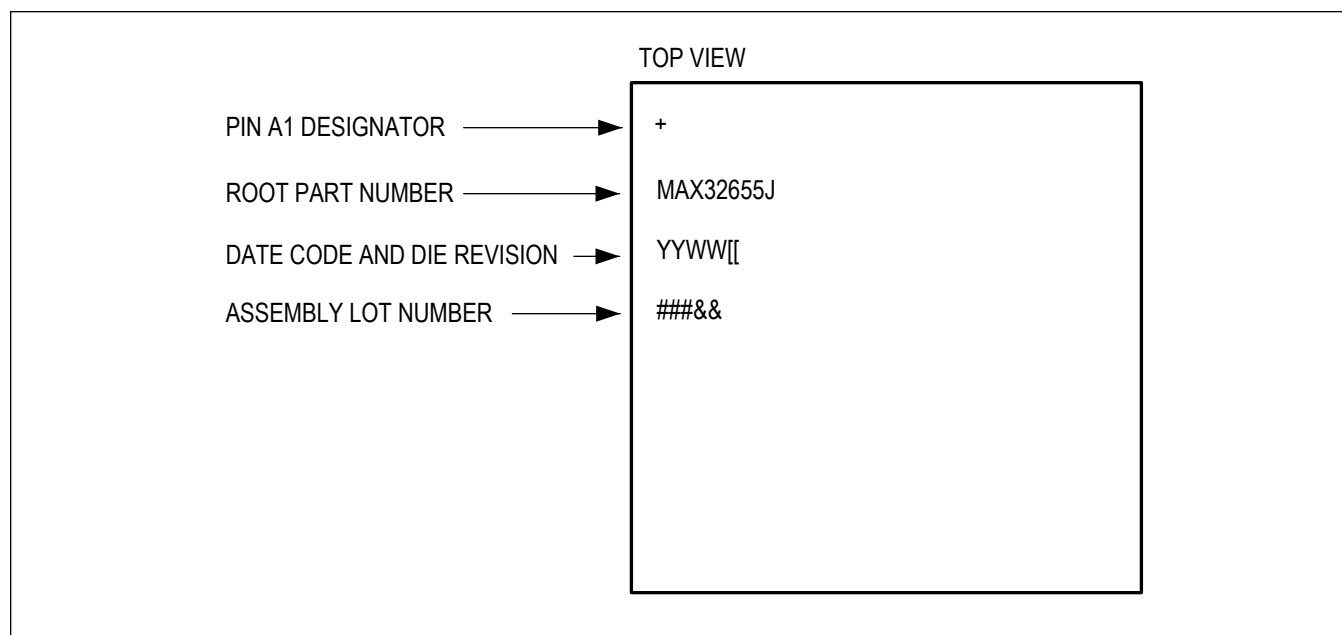 TOP VIEW
PIN A1 DESIGNATOR +
ROOT PART NUMBER MAX32655J
DATE CODE AND DIE REVISION YYWW[[
ASSEMBLY LOT NUMBER ###&&